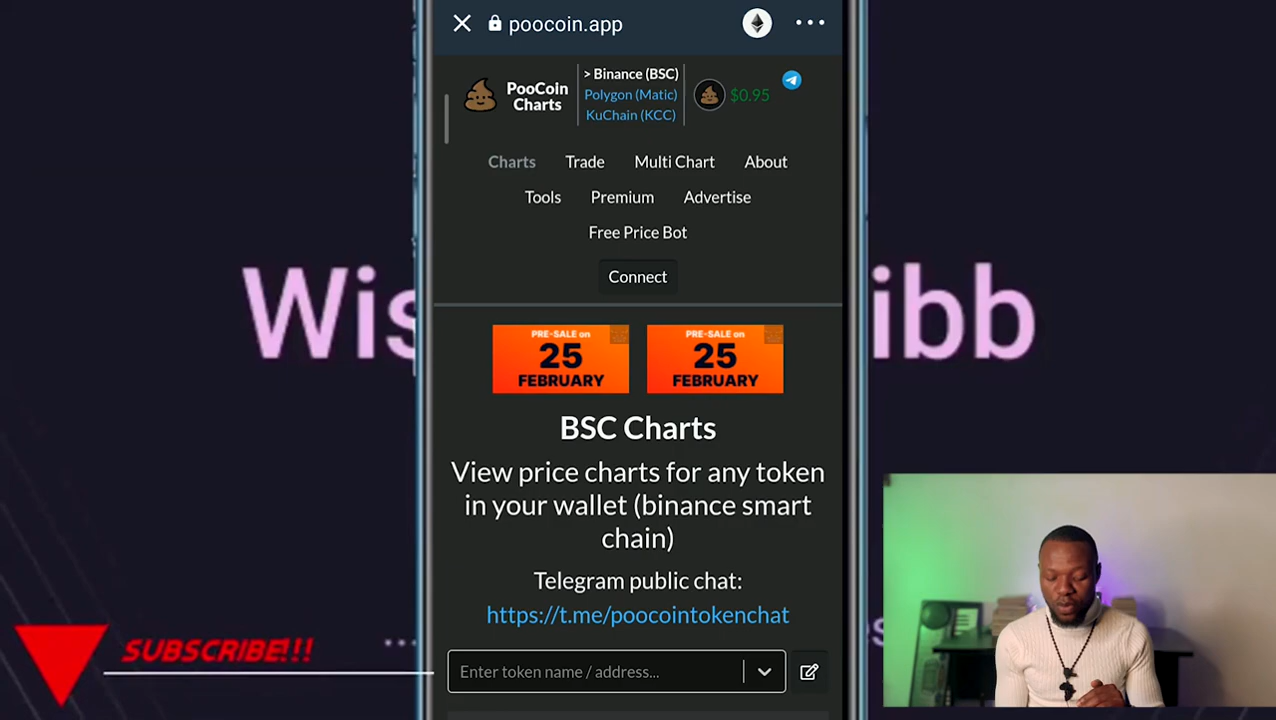 poocoin.app
PooCoin
Charts
> Binance (BSC)
Polygon (Matic)
KuChain (KCC)
$0.95
Charts Trade Multi Chart About
Tools Premium Advertise
Free Price Bot
Connect
PRE-SALE on
25
FEBRUARY
PRE-SALE on
25
FEBRUARY
Wis
ibb
BSC Charts
View price charts for any token
in your wallet (binance smart
chain)
Telegram public chat:
https://t.me/poocointokenchat
Enter token name / address...
SUBSCRIBE!!!